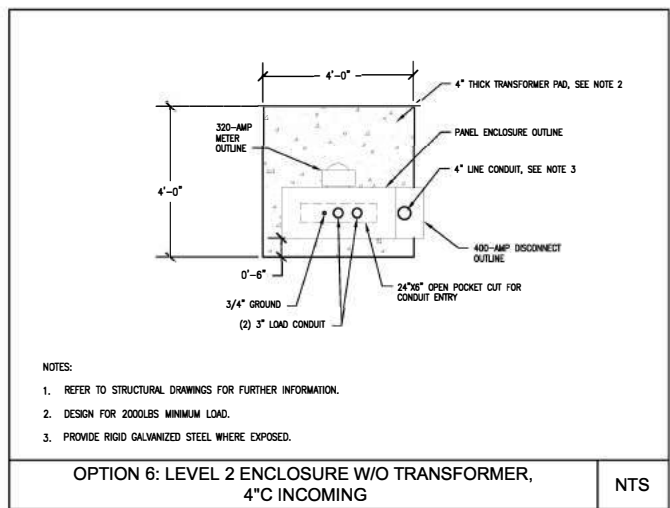 4'-0"
4" THICK TRANSFORMER PAD, SEE NOTE 2
320-AMP
METER
OUTLINE
PANEL ENCLOSURE OUTLINE
4" LINE CONDUIT, SEE NOTE 3
4'-0"
400-AMP DISCONNECT
OUTLINE
0'-6"
24"X6" OPEN POCKET CUT FOR
CONDUIT ENTRY
3/4" GROUND
(2) 3" LOAD CONDUIT
NOTES:
1. REFER TO STRUCTURAL DRAWINGS FOR FURTHER INFORMATION.
2. DESIGN FOR 2000LBS MINIMUM LOAD.
3. PROVIDE RIGID GALVANIZED STEEL WHERE EXPOSED.
OPTION 6: LEVEL 2 ENCLOSURE W/O TRANSFORMER,
4"C INCOMING
NTS